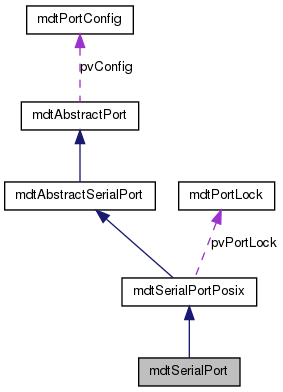 mdtPortConfig
pvConfig
mdtAbstractPort
mdtAbstractSerialPort
mdtPortLock
pvPortLock
mdtSerialPortPosix
mdtSerialPort